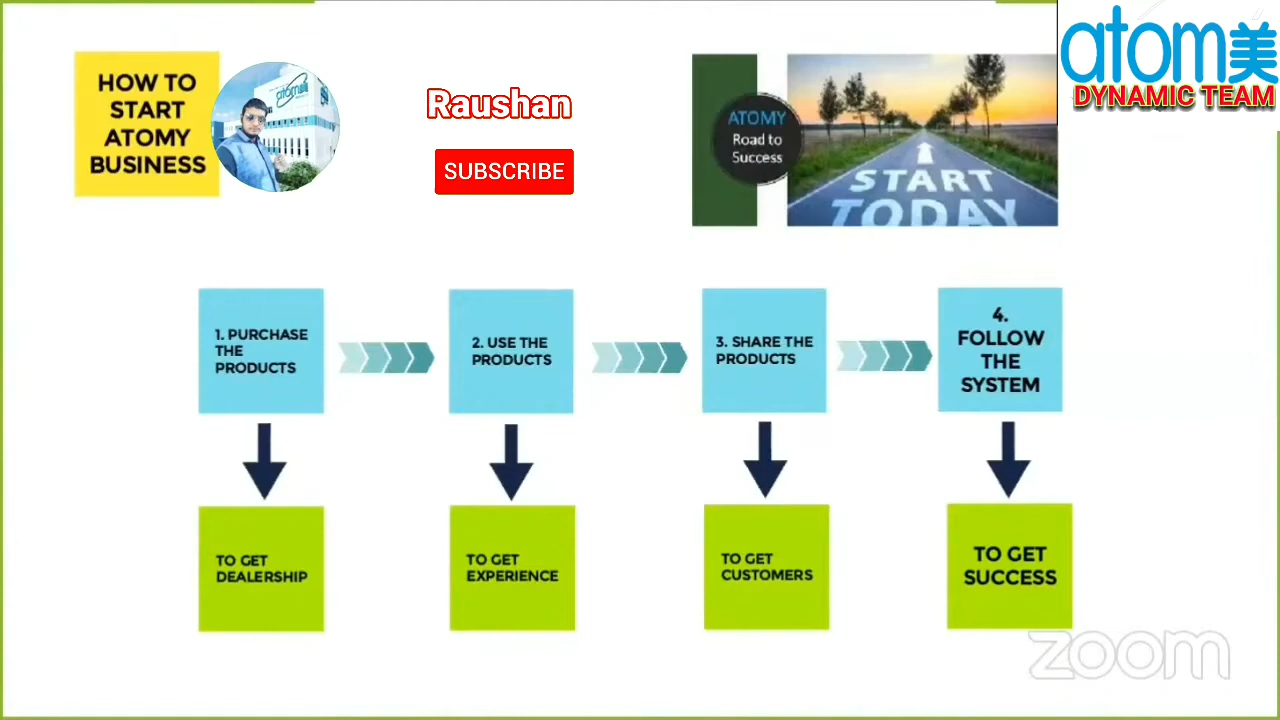 HOW TO
START
ATOMY
BUSINESS
Raushan
SUBSCRIBE
ATOMY
Road to
Success
START
TODAY
atom美
DYNAMIC TEAM
1. PURCHASE
THE
PRODUCTS
2. USE THE
PRODUCTS
3. SHARE THE
PRODUCTS
4.
FOLLOW
THE
SYSTEM
TO GET
DEALERSHIP
TO GET
EXPERIENCE
TO GET
CUSTOMERS
TO GET
SUCCESS
zoom